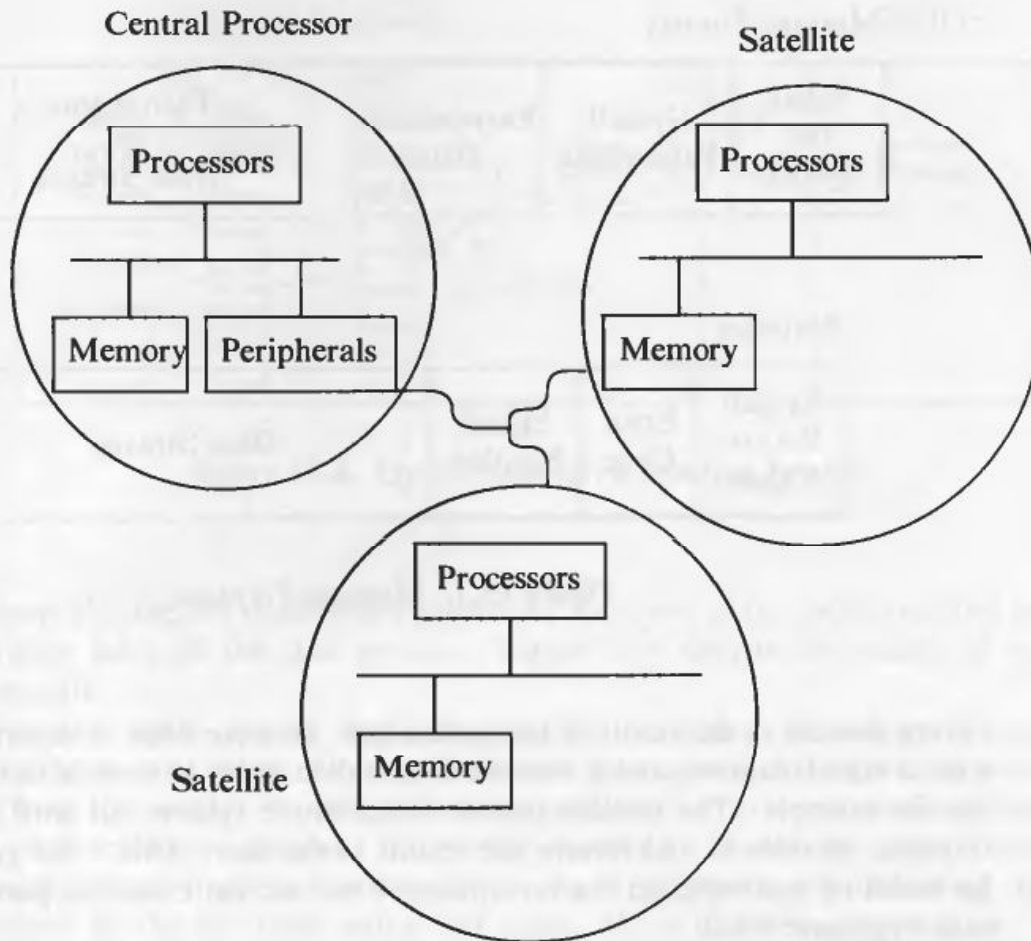 Central Processor
Satellite
Processors
Processors
Memory
Peripherals
Memory
Processors
Memory
Satellite